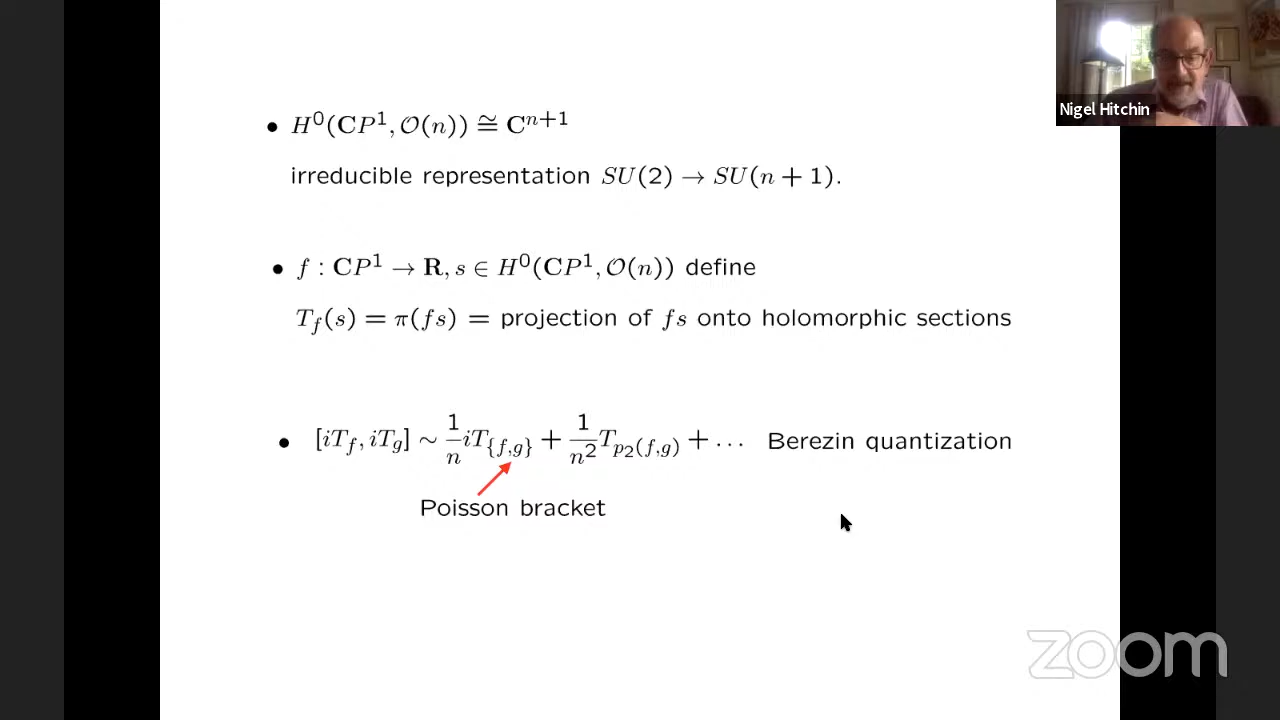 Nigel Hitchin
• H⁰(CP¹, O(n)) ≅ Cⁿ⁺¹
irreducible representation SU(2) → SU(n + 1).
• f : CP¹ → R, s ∈ H⁰(CP¹, O(n)) define
T_f(s) = π(fs) = projection of fs onto holomorphic sections
• [iT_f, iT_g] ∼ 1/n iT_{f,g} + 1/n² T_{p₂(f,g)} + … Berezin quantization
Poisson bracket
zoom